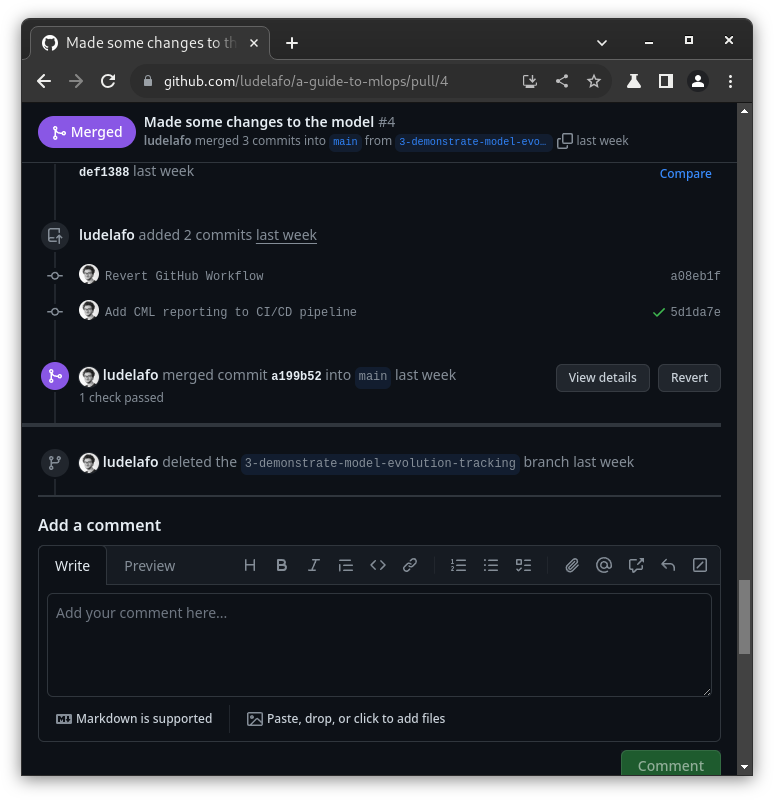 Made some changes to th
github.com/ludelafo/a-guide-to-mlops/pull/4
Merged
Made some changes to the model #4
ludelafo merged 3 commits into main from 3-demonstrate-model-evo… last week
def1388 last week
Compare
ludelafo added 2 commits last week
Revert GitHub Workflow a08eb1f
Add CML reporting to CI/CD pipeline 5d1da7e
ludelafo merged commit a199b52 into main last week
View details Revert
1 check passed
ludelafo deleted the 3-demonstrate-model-evolution-tracking branch last week
Add a comment
Write Preview
Add your comment here...
Markdown is supported
Paste, drop, or click to add files
Comment